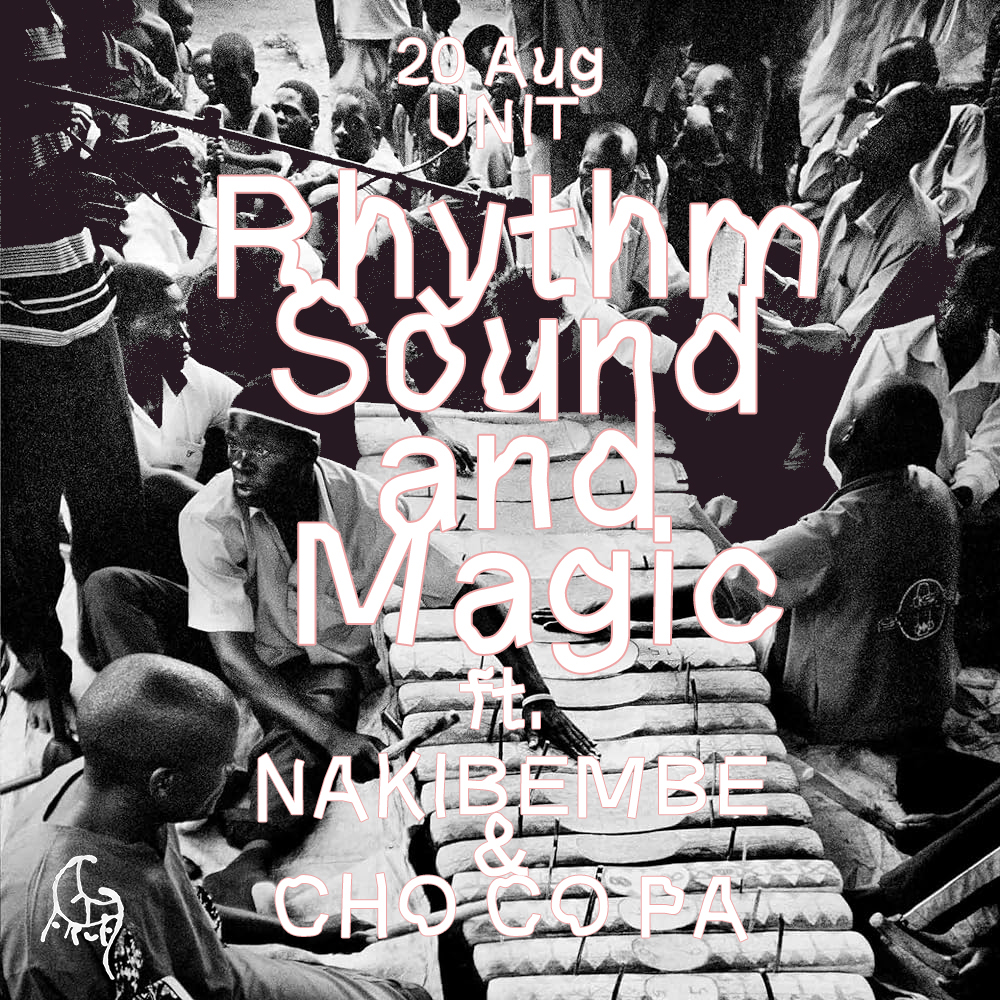 20 Aug
UNIT
Rhythm
Sound
and
Magic
ft.
NAKIBEMBE
&
CHO CO PA